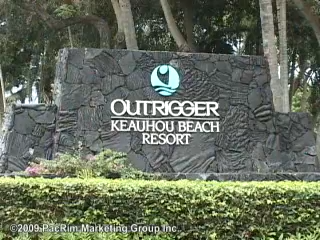 OUTRIGGER
KEAUHOU BEACH
RESORT
©2009 PacRim Marketing Group Inc.